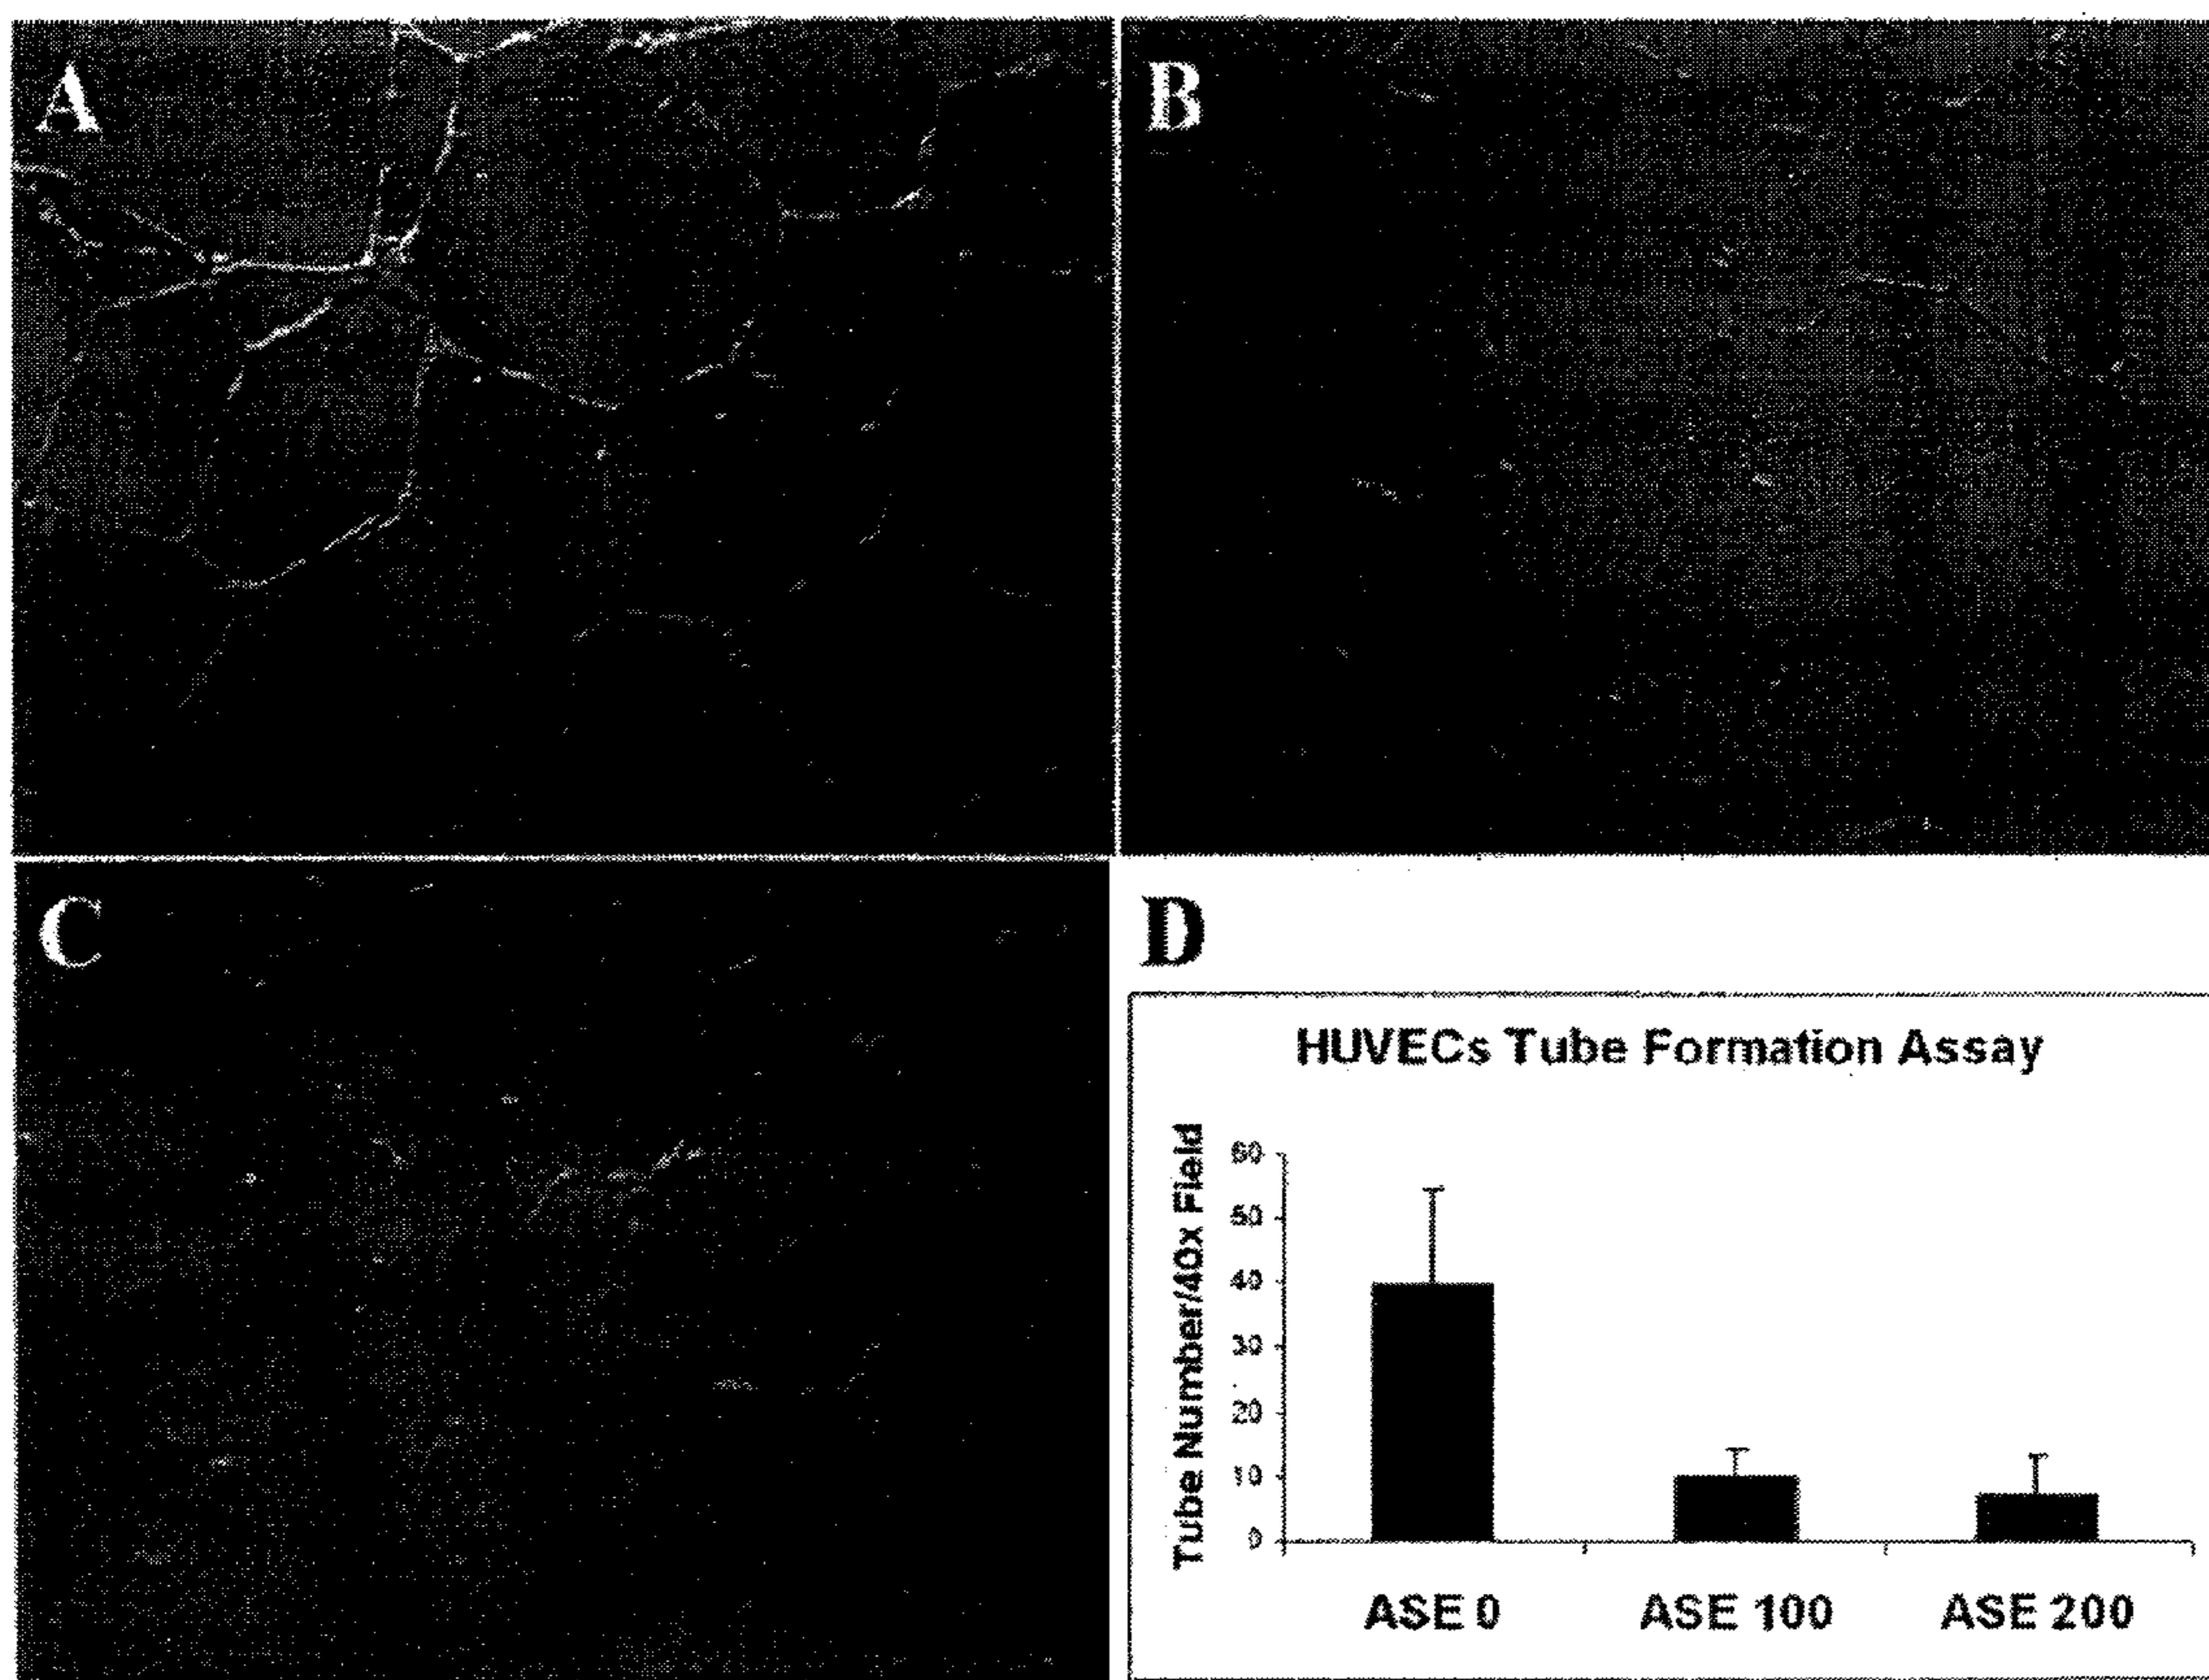 A
B
C
D
HUVECs Tube Formation Assay
Tube Number/40x Field
60
50
40
30
20
10
0
ASE 0
ASE 100
ASE 200